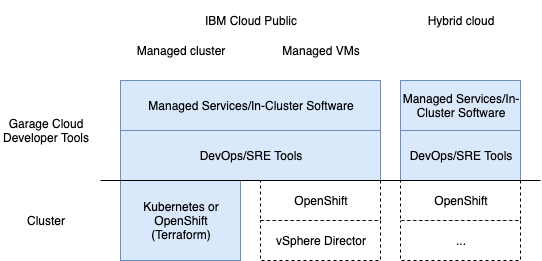 IBM Cloud Public
Hybrid cloud
Managed cluster
Managed VMs
Garage Cloud
Developer Tools
Managed Services/In-Cluster Software
Managed Services/In-
Cluster Software
DevOps/SRE Tools
DevOps/SRE Tools
Cluster
Kubernetes or
OpenShift
(Terraform)
OpenShift
vSphere Director
OpenShift
...